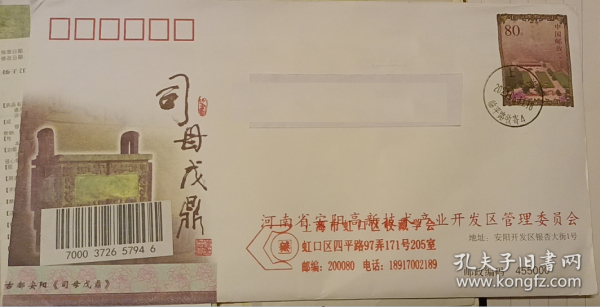 80分
中国邮政
司母戊鼎
7000 3726 5794 6
古都安阳《司母戊鼎》
河南省安阳高新技术产业开发区管理委员会
地址:安阳开发区银杏大街1号
邮政编码 455000
上海市虹口区收藏学会
虹口区四平路97弄171号205室
邮编:200080 电话:18917002189
孔夫子旧书网